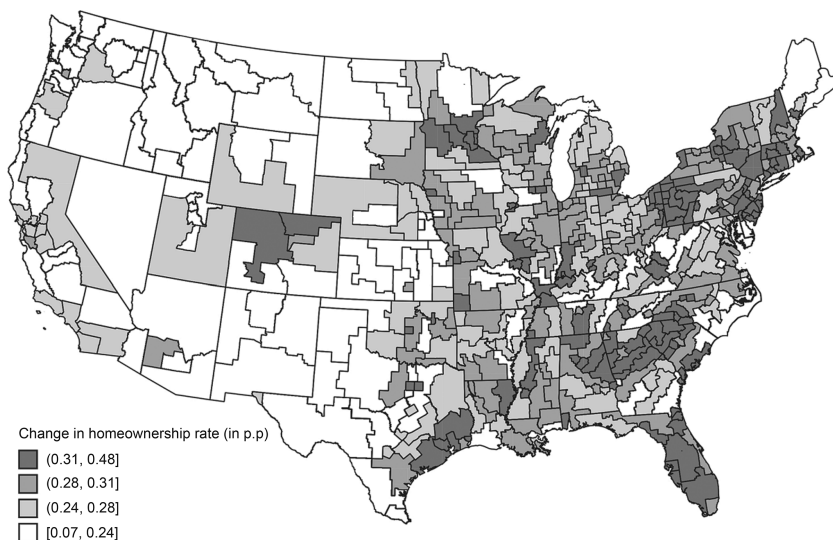 Change in homeownership rate (in p.p)
(0.31, 0.48]
(0.28, 0.31]
(0.24, 0.28]
[0.07, 0.24]